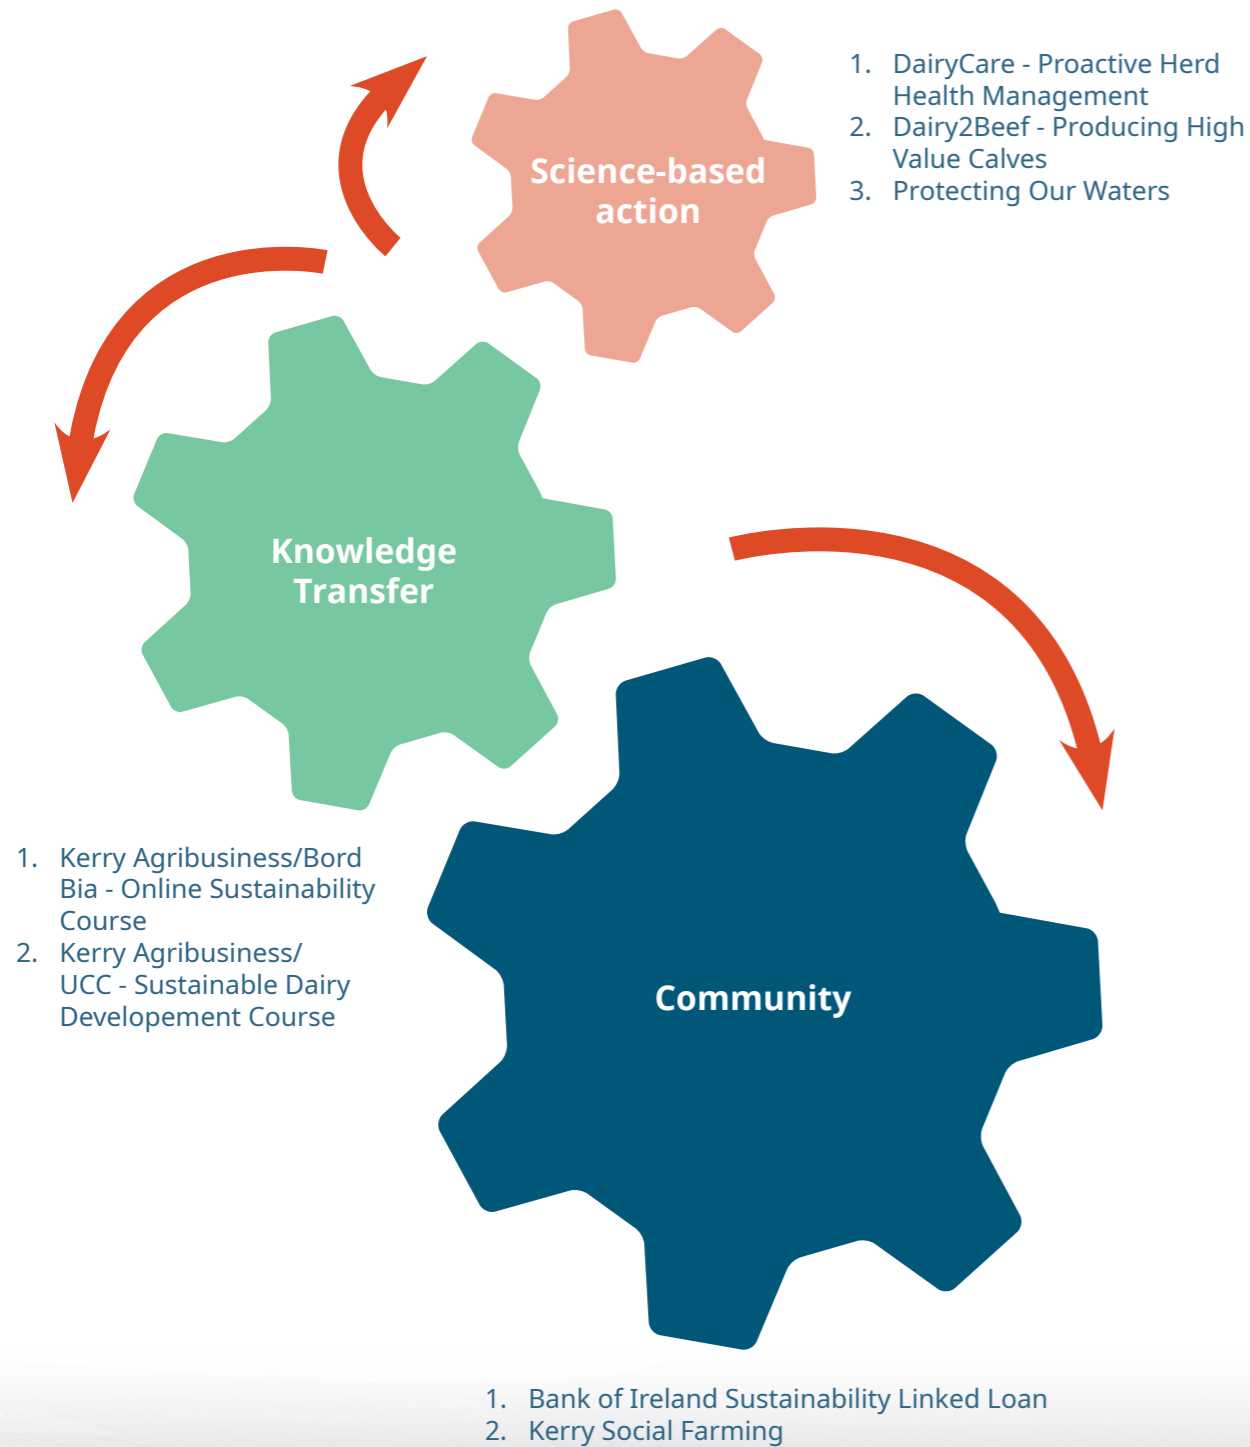 Science-based
action
1. DairyCare - Proactive Herd
Health Management
2. Dairy2Beef - Producing High
Value Calves
3. Protecting Our Waters
Knowledge
Transfer
1. Kerry Agribusiness/Bord
Bia - Online Sustainability
Course
2. Kerry Agribusiness/
UCC - Sustainable Dairy
Developement Course
Community
1. Bank of Ireland Sustainability Linked Loan
2. Kerry Social Farming